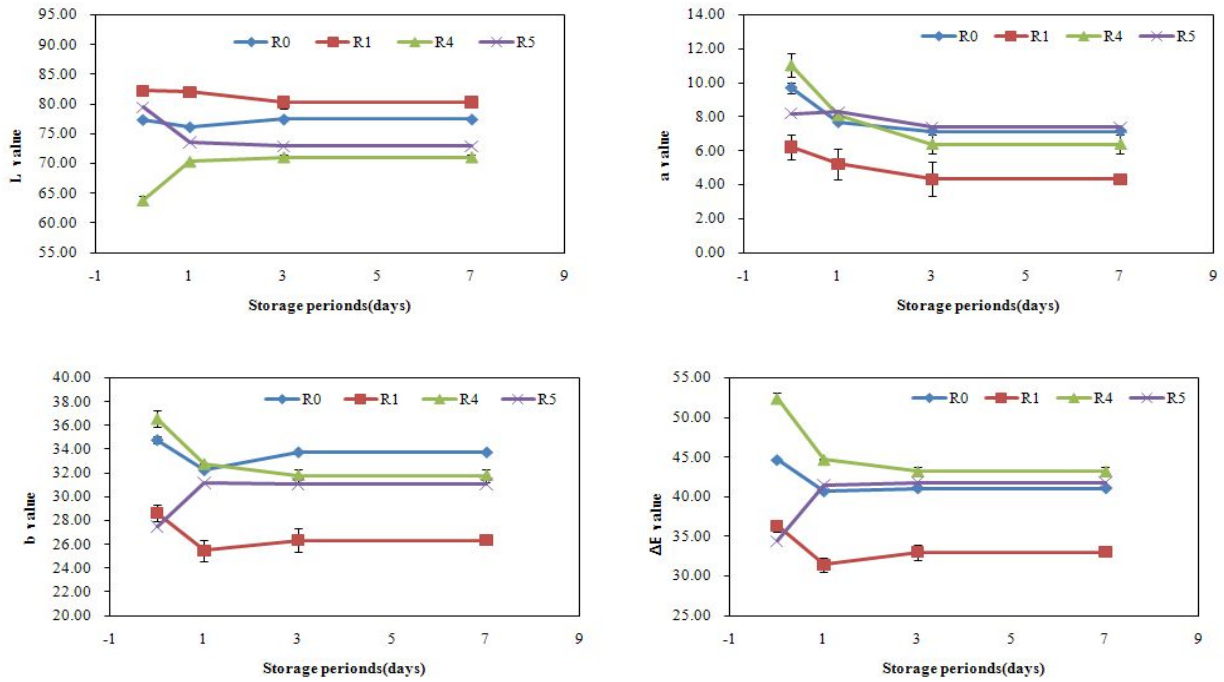 95.00
90.00
85.00
80.00
75.00
70.00
65.00
60.00
55.00
L value
R0 R1 R4 R5
-1 1 3 5 7 9
Storage perionds(days)
14.00
12.00
10.00
8.00
6.00
4.00
2.00
0.00
a value
R0 R1 R4 R5
-1 1 3 5 7 9
Storage perionds(days)
40.00
38.00
36.00
34.00
32.00
30.00
28.00
26.00
24.00
22.00
20.00
b value
R0 R1 R4 R5
-1 1 3 5 7 9
Storage perionds(days)
55.00
50.00
45.00
40.00
35.00
30.00
25.00
ΔE value
R0 R1 R4 R5
-1 1 3 5 7 9
Storage perionds(days)